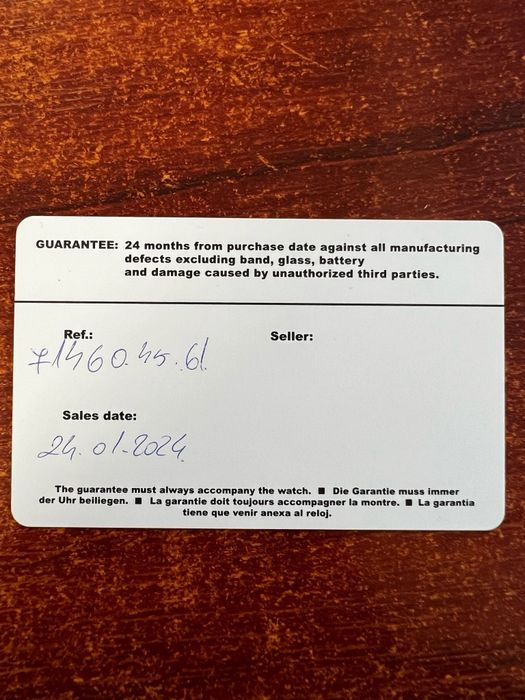 GUARANTEE: 24 months from purchase date against all manufacturing
defects excluding band, glass, battery
and damage caused by unauthorized third parties.
Ref.: Seller:
71460.45.61
Sales date:
24.01.2024
The guarantee must always accompany the watch. ■ Die Garantie muss immer
der Uhr beiliegen. ■ La garantie doit toujours accompagner la montre. ■ La garantia
tiene que venir anexa al reloj.